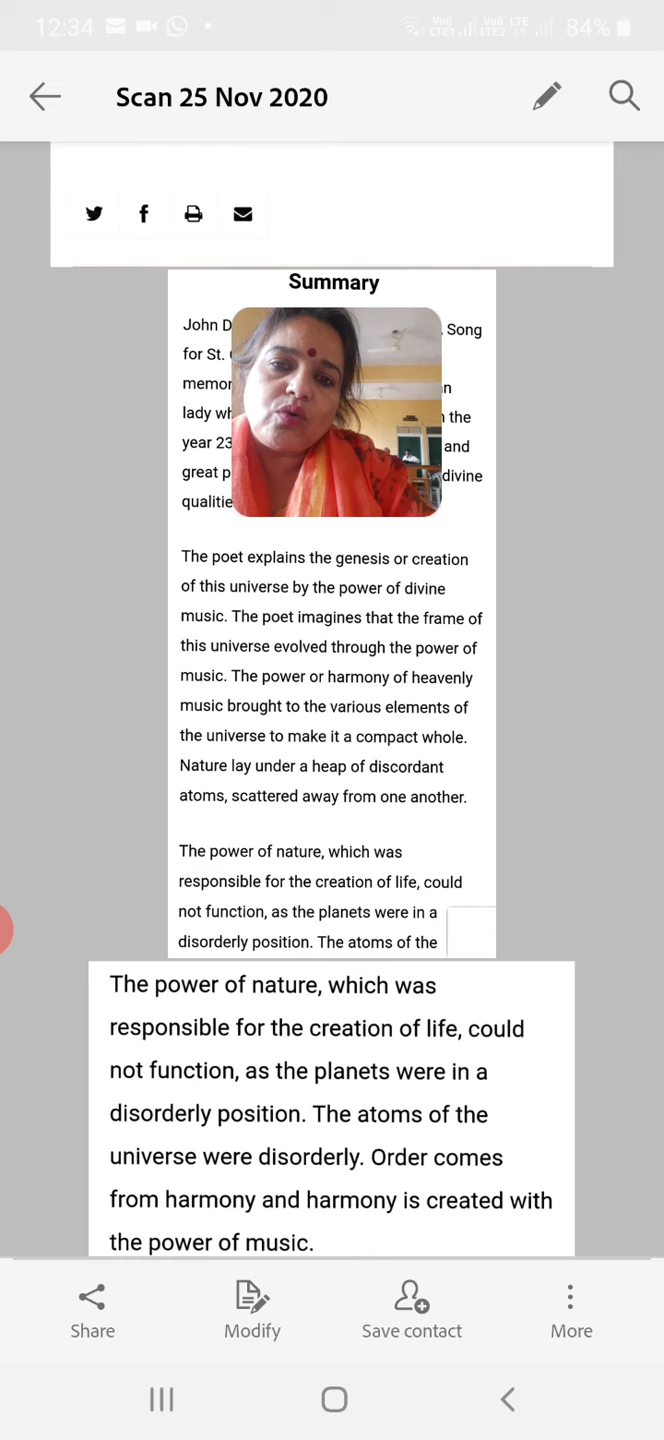 12:34
Vo) LTE1 Vo) LTE LTE2 84%
Scan 25 Nov 2020
Summary
John D Song
for St.
memor n
lady wh the
year 23 and
great p divine
qualitie
The poet explains the genesis or creation
of this universe by the power of divine
music. The poet imagines that the frame of
this universe evolved through the power of
music. The power or harmony of heavenly
music brought to the various elements of
the universe to make it a compact whole.
Nature lay under a heap of discordant
atoms, scattered away from one another.
The power of nature, which was
responsible for the creation of life, could
not function, as the planets were in a
disorderly position. The atoms of the
The power of nature, which was
responsible for the creation of life, could
not function, as the planets were in a
disorderly position. The atoms of the
universe were disorderly. Order comes
from harmony and harmony is created with
the power of music.
Share Modify Save contact More